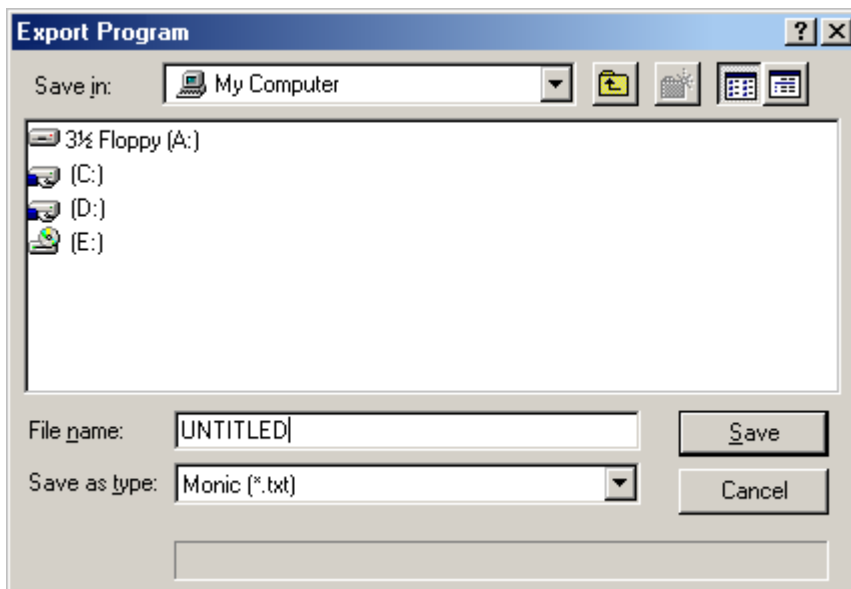 Export Program
Save in: My Computer
3½ Floppy (A:)
(C:)
(D:)
(E:)
File name: UNTITLED Save
Save as type: Monic (*.txt) Cancel